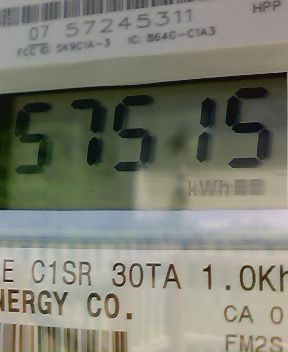 HPP
07 57245311
FCC ID: SK9C1A-3 IC: 864G-C1A3
57515
kWh
E C1SR 30TA 1.0Kh
NERGY CO.
CA 0
FM2S